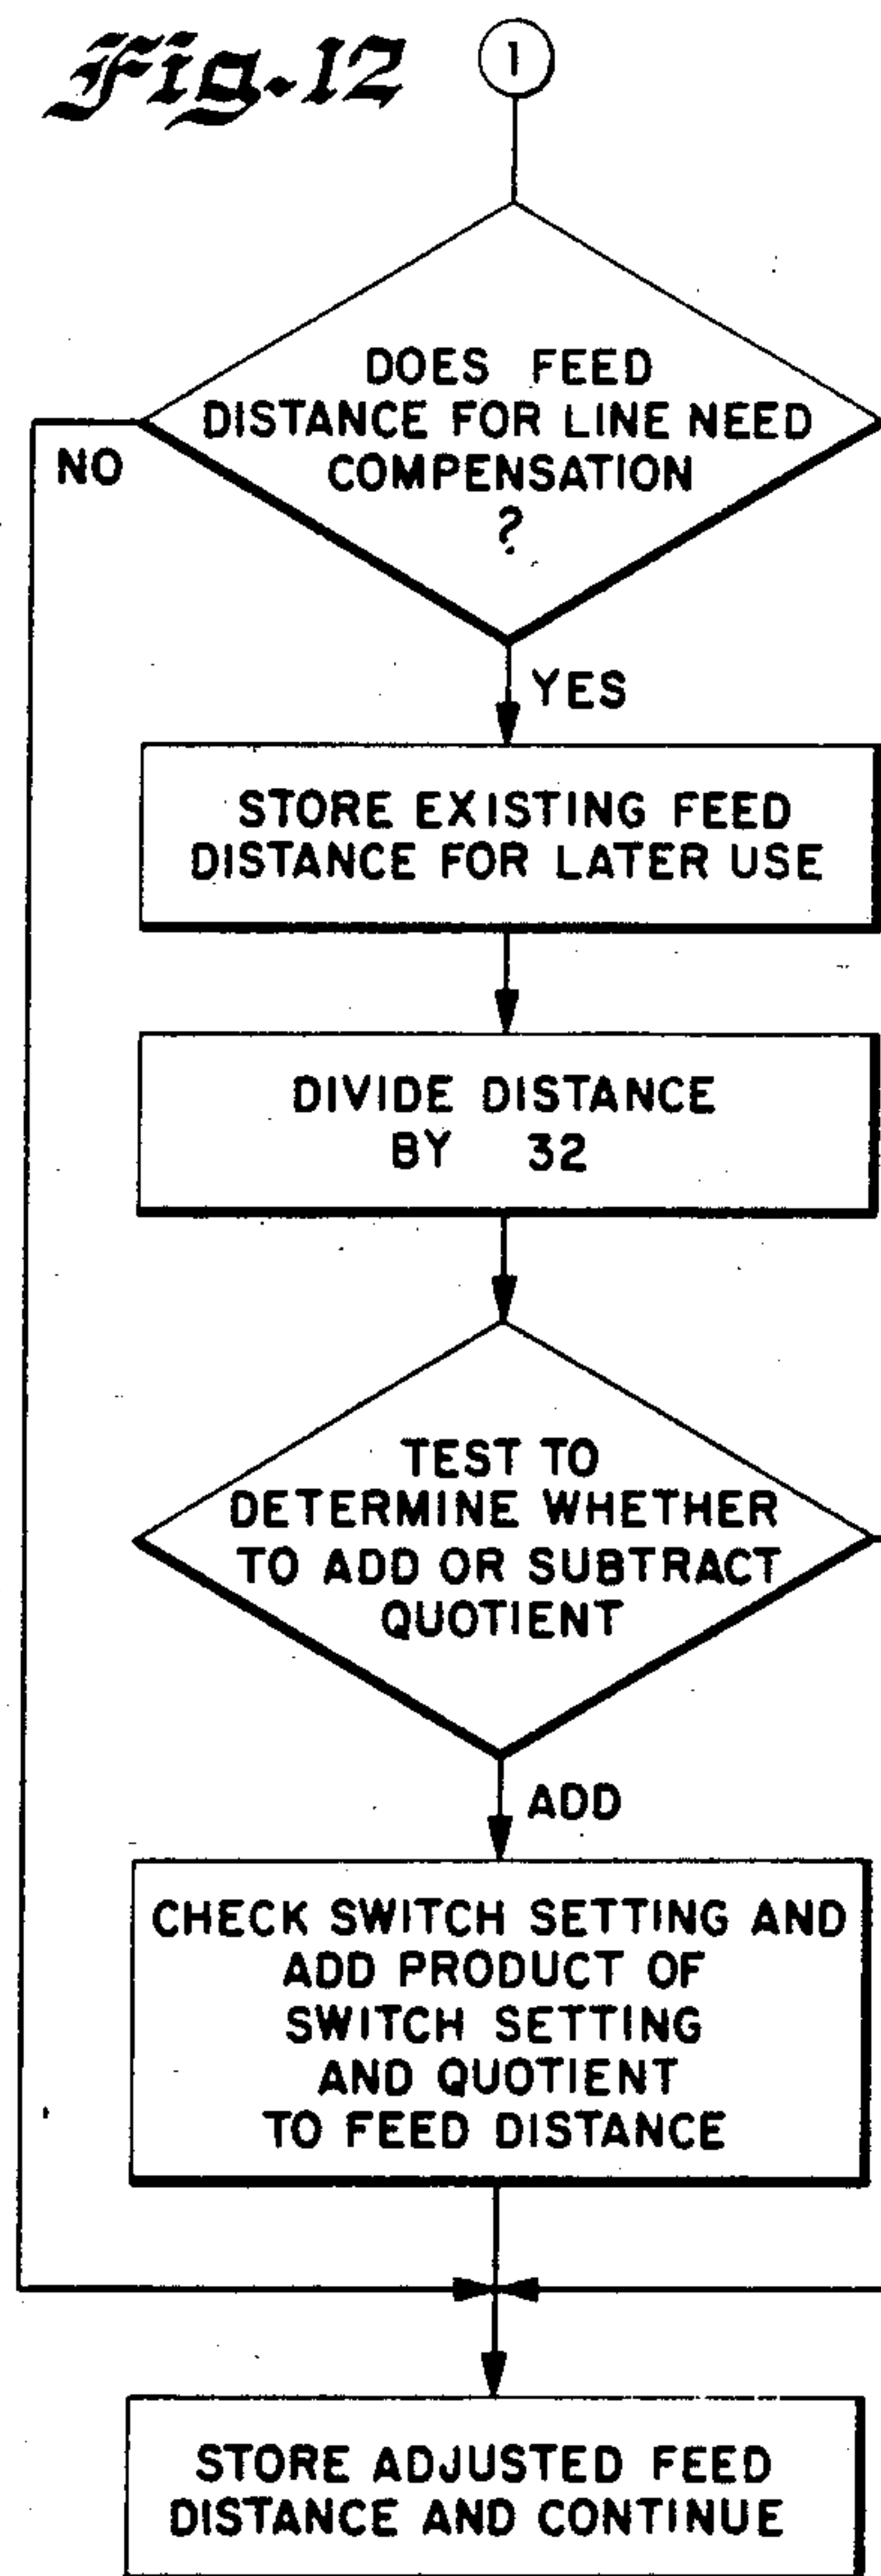 Fig. 12
1
DOES FEED
DISTANCE FOR LINE NEED
COMPENSATION
?
NO
YES
STORE EXISTING FEED
DISTANCE FOR LATER USE
DIVIDE DISTANCE
BY 32
TEST TO
DETERMINE WHETHER
TO ADD OR SUBTRACT
QUOTIENT
ADD
CHECK SWITCH SETTING AND
ADD PRODUCT OF
SWITCH SETTING
AND QUOTIENT
TO FEED DISTANCE
STORE ADJUSTED FEED
DISTANCE AND CONTINUE